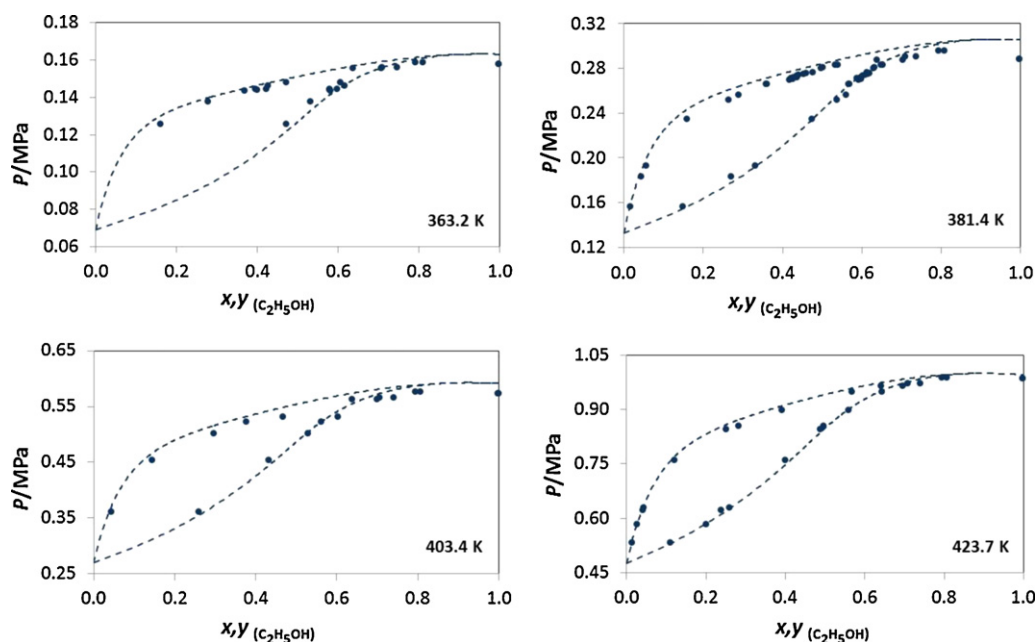 0.18
0.16
0.14
0.12
0.10
0.08
0.06
P/MPa
363.2 K
0.0 0.2 0.4 0.6 0.8 1.0
x,y (C₂H₅OH)
0.32
0.28
0.24
0.20
0.16
0.12
P/MPa
381.4 K
0.0 0.2 0.4 0.6 0.8 1.0
x,y (C₂H₅OH)
0.65
0.55
0.45
0.35
0.25
P/MPa
403.4 K
0.0 0.2 0.4 0.6 0.8 1.0
x,y (C₂H₅OH)
1.05
0.90
0.75
0.60
0.45
P/MPa
423.7 K
0.0 0.2 0.4 0.6 0.8 1.0
x,y (C₂H₅OH)